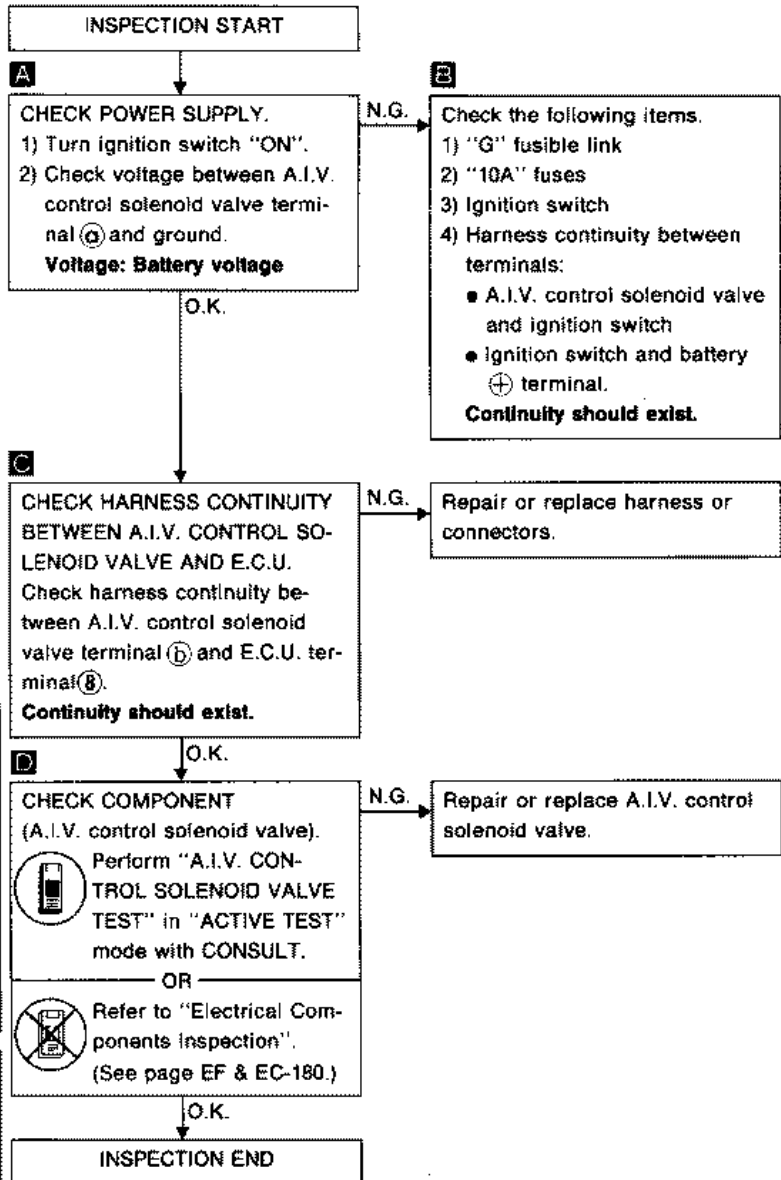 INSPECTION START
A
CHECK POWER SUPPLY.
1) Turn ignition switch "ON".
2) Check voltage between A.I.V.
control solenoid valve termi-
nal ⓐ and ground.
Voltage: Battery voltage
N.G.
B
Check the following items.
1) "G" fusible link
2) "10A" fuses
3) Ignition switch
4) Harness continuity between
terminals:
● A.I.V. control solenoid valve
and ignition switch
● Ignition switch and battery
⊕ terminal.
Continuity should exist.
O.K.
C
CHECK HARNESS CONTINUITY
BETWEEN A.I.V. CONTROL SO-
LENOID VALVE AND E.C.U.
Check harness continuity be-
tween A.I.V. control solenoid
valve terminal ⓑ and E.C.U. ter-
minal ⑧.
Continuity should exist.
N.G.
Repair or replace harness or
connectors.
O.K.
D
CHECK COMPONENT
(A.I.V. control solenoid valve).
Perform "A.I.V. CON-
TROL SOLENOID VALVE
TEST" in "ACTIVE TEST"
mode with CONSULT.
OR
Refer to "Electrical Com-
ponents Inspection".
(See page EF & EC-180.)
N.G.
Repair or replace A.I.V. control
solenoid valve.
O.K.
INSPECTION END